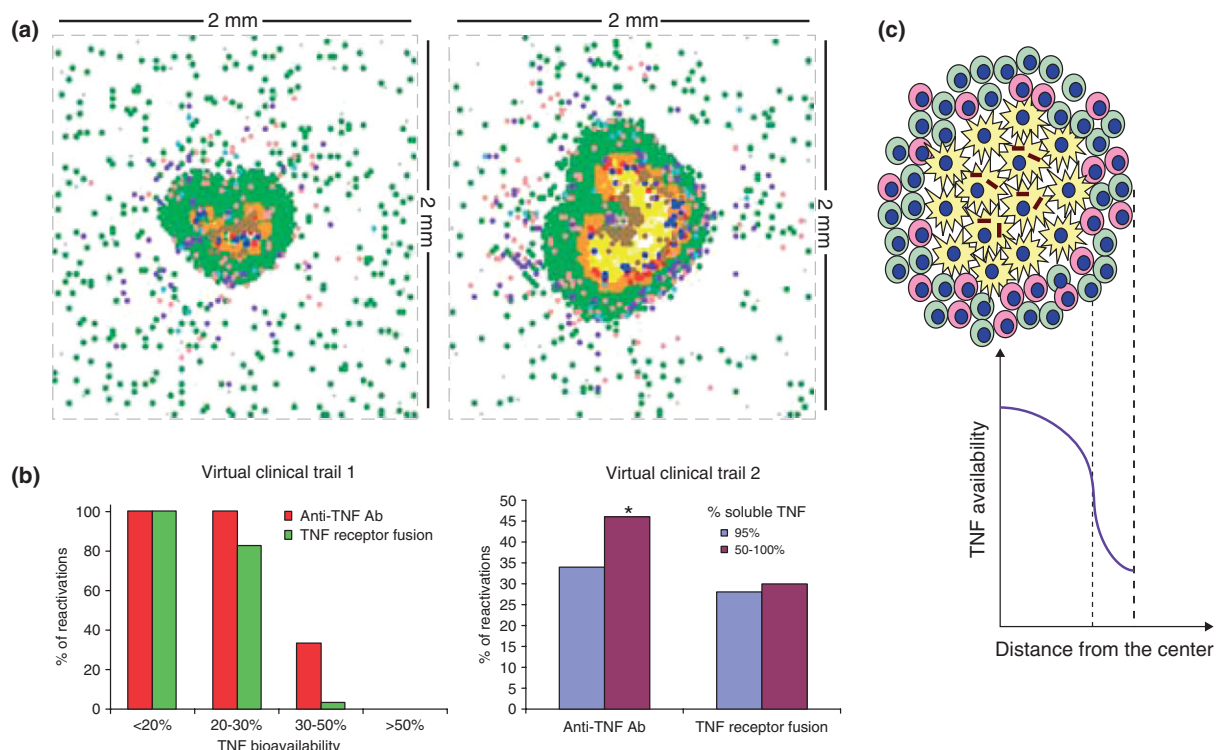 (a)
2 mm
2 mm
2 mm
2 mm
(b)
Virtual clinical trail 1
% of reactivations
100
80
60
40
20
0
Anti-TNF Ab
TNF receptor fusion
<20%
20-30%
30-50%
>50%
TNF bioavailability
Virtual clinical trail 2
% of reactivations
50
45
40
35
30
25
20
15
10
5
0
*
% soluble TNF
95%
50-100%
Anti-TNF Ab
TNF receptor fusion
(c)
TNF availability
Distance from the center